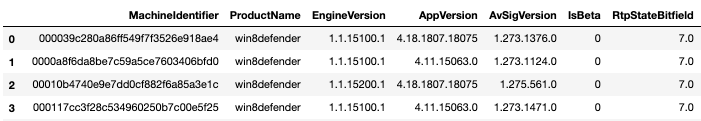 MachineIdentifier ProductName EngineVersion AppVersion AvSigVersion IsBeta RtpStateBitfield
0 000039c280a86ff549f7f3526e918ae4 win8defender 1.1.15100.1 4.18.1807.18075 1.273.1376.0 0 7.0
1 0000a8f6da8be7c59a5ce7603406bfd0 win8defender 1.1.15100.1 4.11.15063.0 1.273.1124.0 0 7.0
2 00010b4740e9e7dd0cf882f6a85a3e1c win8defender 1.1.15200.1 4.18.1807.18075 1.275.561.0 0 7.0
3 000117cc3f28c534960250b7c00e5f25 win8defender 1.1.15100.1 4.11.15063.0 1.273.1471.0 0 7.0